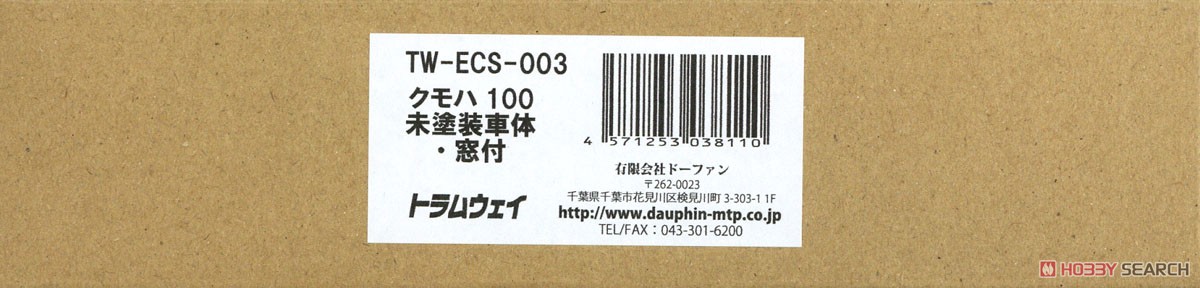 TW-ECS-003
クモハ 100
未塗装車体
・窓付
トラムウェイ
4 571253 038110
有限会社ドーファン
〒262-0023
千葉県千葉市花見川区検見川町 3-303-1 1F
http://www.dauphin-mtp.co.jp
TEL/FAX：043-301-6200
HOBBY SEARCH